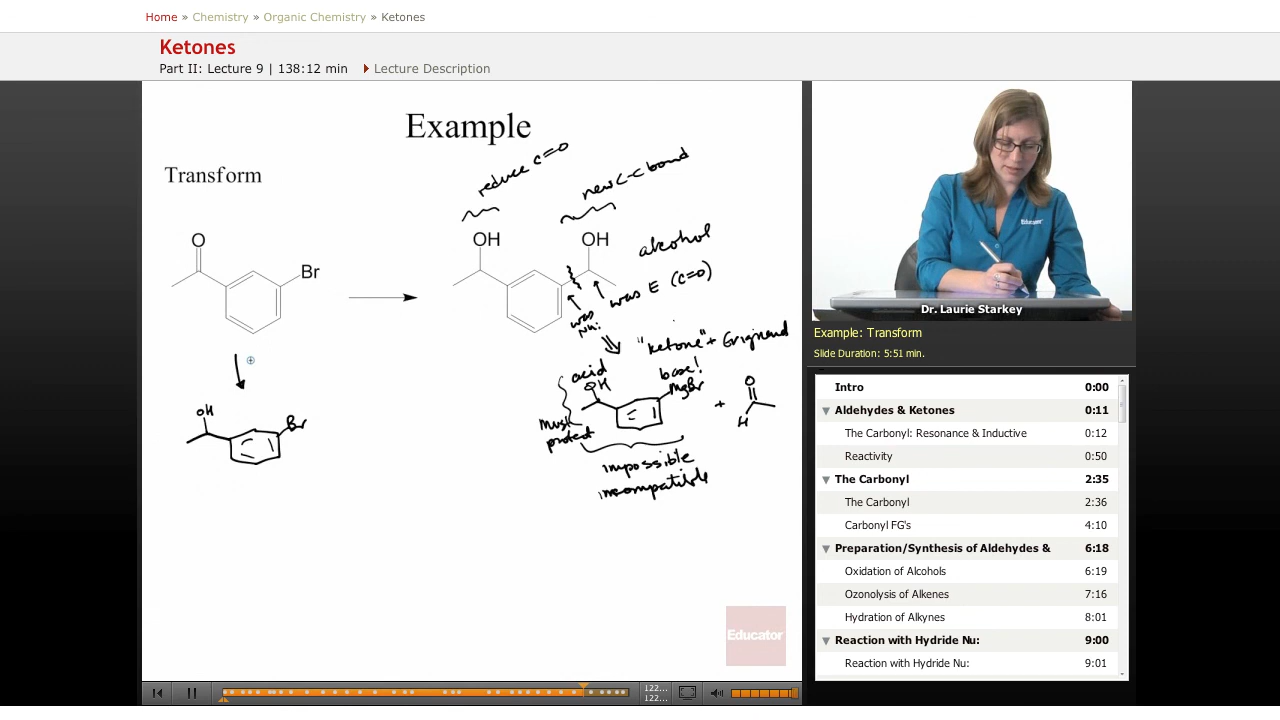 Home » Chemistry » Organic Chemistry » Ketones
Ketones
Part II: Lecture 9 | 138:12 min Lecture Description
Example
Transform
reduce C=O
new C-C bond
O
Br
OH
OH
alcohol
was E (C=O)
was
Nu:
"ketone" + Grignard
acid
base!
OH
MgBr
+
O
H
Must
protect
impossible
incompatible
OH
Br
Educator
Educator
Dr. Laurie Starkey
Example: Transform
Slide Duration: 5:51 min.
Intro 0:00
Aldehydes & Ketones 0:11
The Carbonyl: Resonance & Inductive 0:12
Reactivity 0:50
The Carbonyl 2:35
The Carbonyl 2:36
Carbonyl FG's 4:10
Preparation/Synthesis of Aldehydes & 6:18
Oxidation of Alcohols 6:19
Ozonolysis of Alkenes 7:16
Hydration of Alkynes 8:01
Reaction with Hydride Nu: 9:00
Reaction with Hydride Nu: 9:01
122...
122...